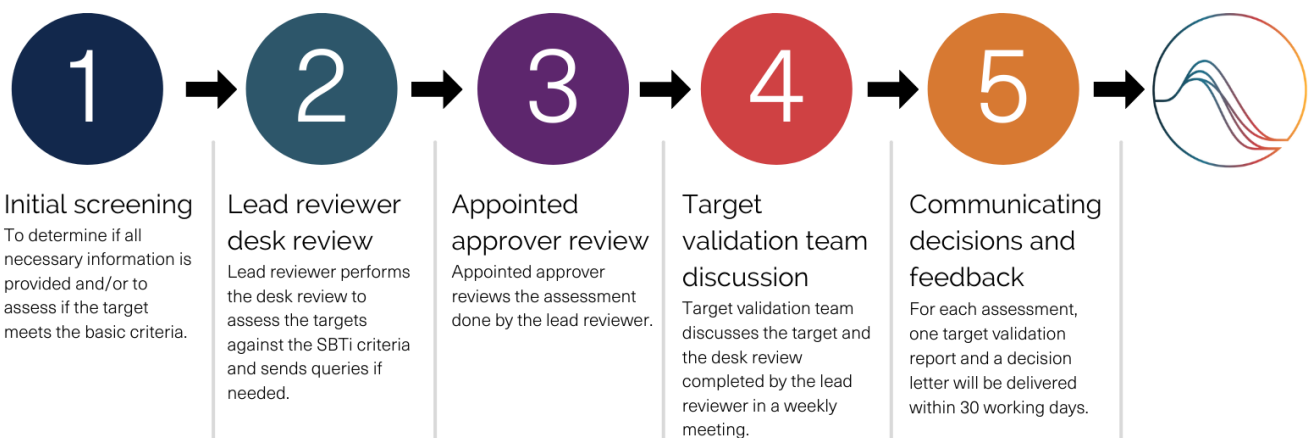 1
2
3
4
5
Initial screening
To determine if all
necessary information is
provided and/or to
assess if the target
meets the basic criteria.
Lead reviewer
desk review
Lead reviewer performs
the desk review to
assess the targets
against the SBTi criteria
and sends queries if
needed.
Appointed
approver review
Appointed approver
reviews the assessment
done by the lead reviewer.
Target
validation team
discussion
Target validation team
discusses the target and
the desk review
completed by the lead
reviewer in a weekly
meeting.
Communicating
decisions and
feedback
For each assessment,
one target validation
report and a decision
letter will be delivered
within 30 working days.